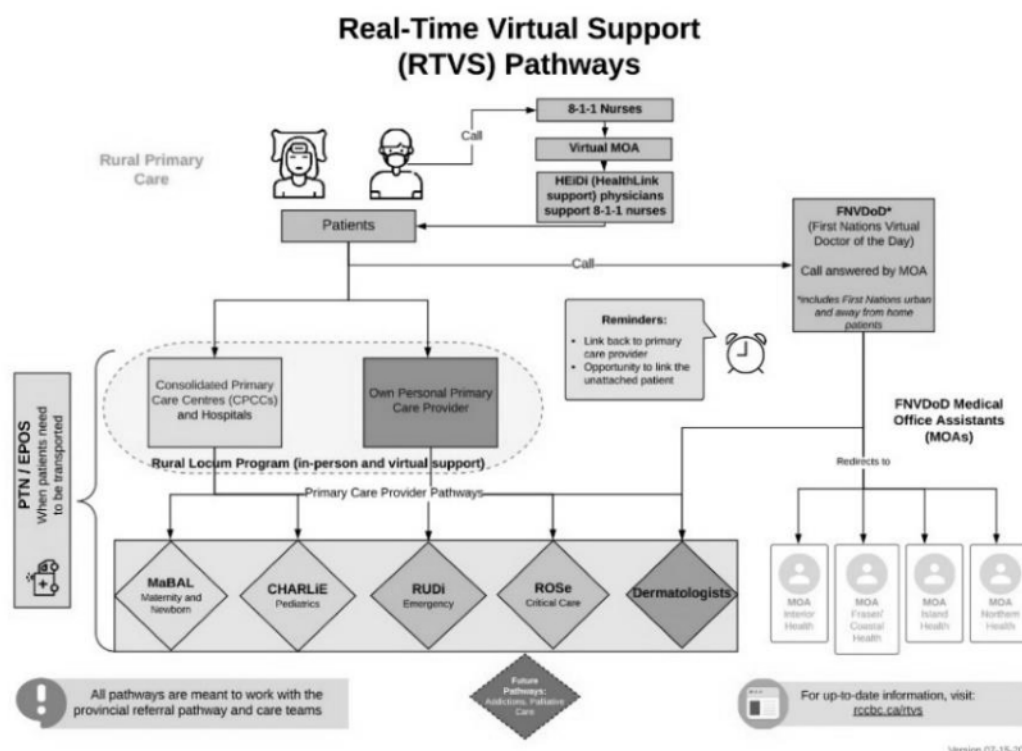 Real-Time Virtual Support
(RTVS) Pathways
Rural Primary
Care
Call
8-1-1 Nurses
Virtual MOA
HEiDi (HealthLink
support) physicians
support 8-1-1 nurses
Patients
Call
FNVDoD*
(First Nations Virtual
Doctor of the Day)
Call answered by MOA
*includes First Nations urban
and away from home
patients
Reminders:
• Link back to primary
care provider
• Opportunity to link the
unattached patient
PTN / EPOS
When patients need
to be transported
Consolidated Primary
Care Centres (CPCCs)
and Hospitals
Own Personal Primary
Care Provider
Rural Locum Program (in-person and virtual support)
Primary Care Provider Pathways
FNVDoD Medical
Office Assistants
(MOAs)
Redirects to
MaBAL
Maternity and
Newborn
CHARLiE
Pediatrics
RUDi
Emergency
ROSe
Critical Care
Dermatologists
MOA
Interior
Health
MOA
Fraser/
Coastal
Health
MOA
Island
Health
MOA
Northern
Health
All pathways are meant to work with the
provincial referral pathway and care teams
Future
Pathways:
Addictions, Palliative
Care
For up-to-date information, visit:
rccbc.ca/rtvs